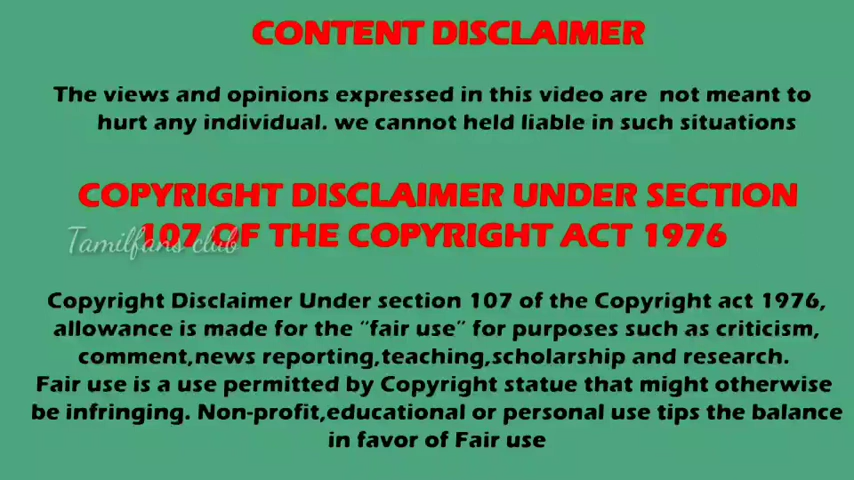 CONTENT DISCLAIMER
The views and opinions expressed in this video are not meant to
hurt any individual. we cannot held liable in such situations
COPYRIGHT DISCLAIMER UNDER SECTION
107 OF THE COPYRIGHT ACT 1976
Tamilfans club
Copyright Disclaimer Under section 107 of the Copyright act 1976,
allowance is made for the "fair use" for purposes such as criticism,
comment,news reporting,teaching,scholarship and research.
Fair use is a use permitted by Copyright statue that might otherwise
be infringing. Non-profit,educational or personal use tips the balance
in favor of Fair use